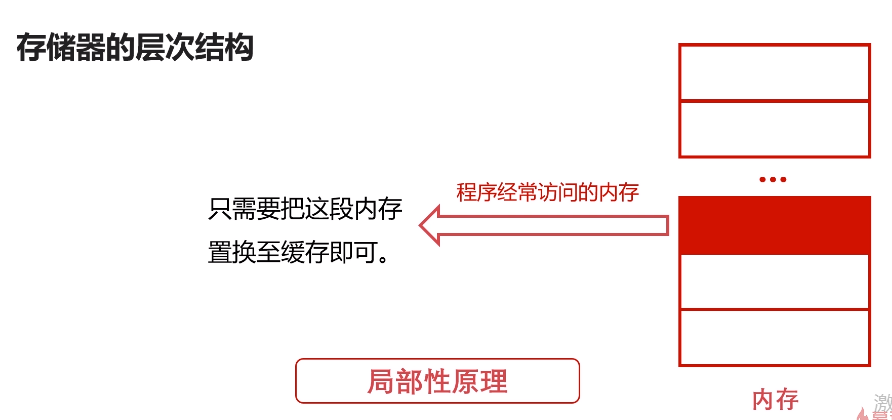 存储器的层次结构
程序经常访问的内存
只需要把这段内存
置换至缓存即可。
...
局部性原理
内存
激